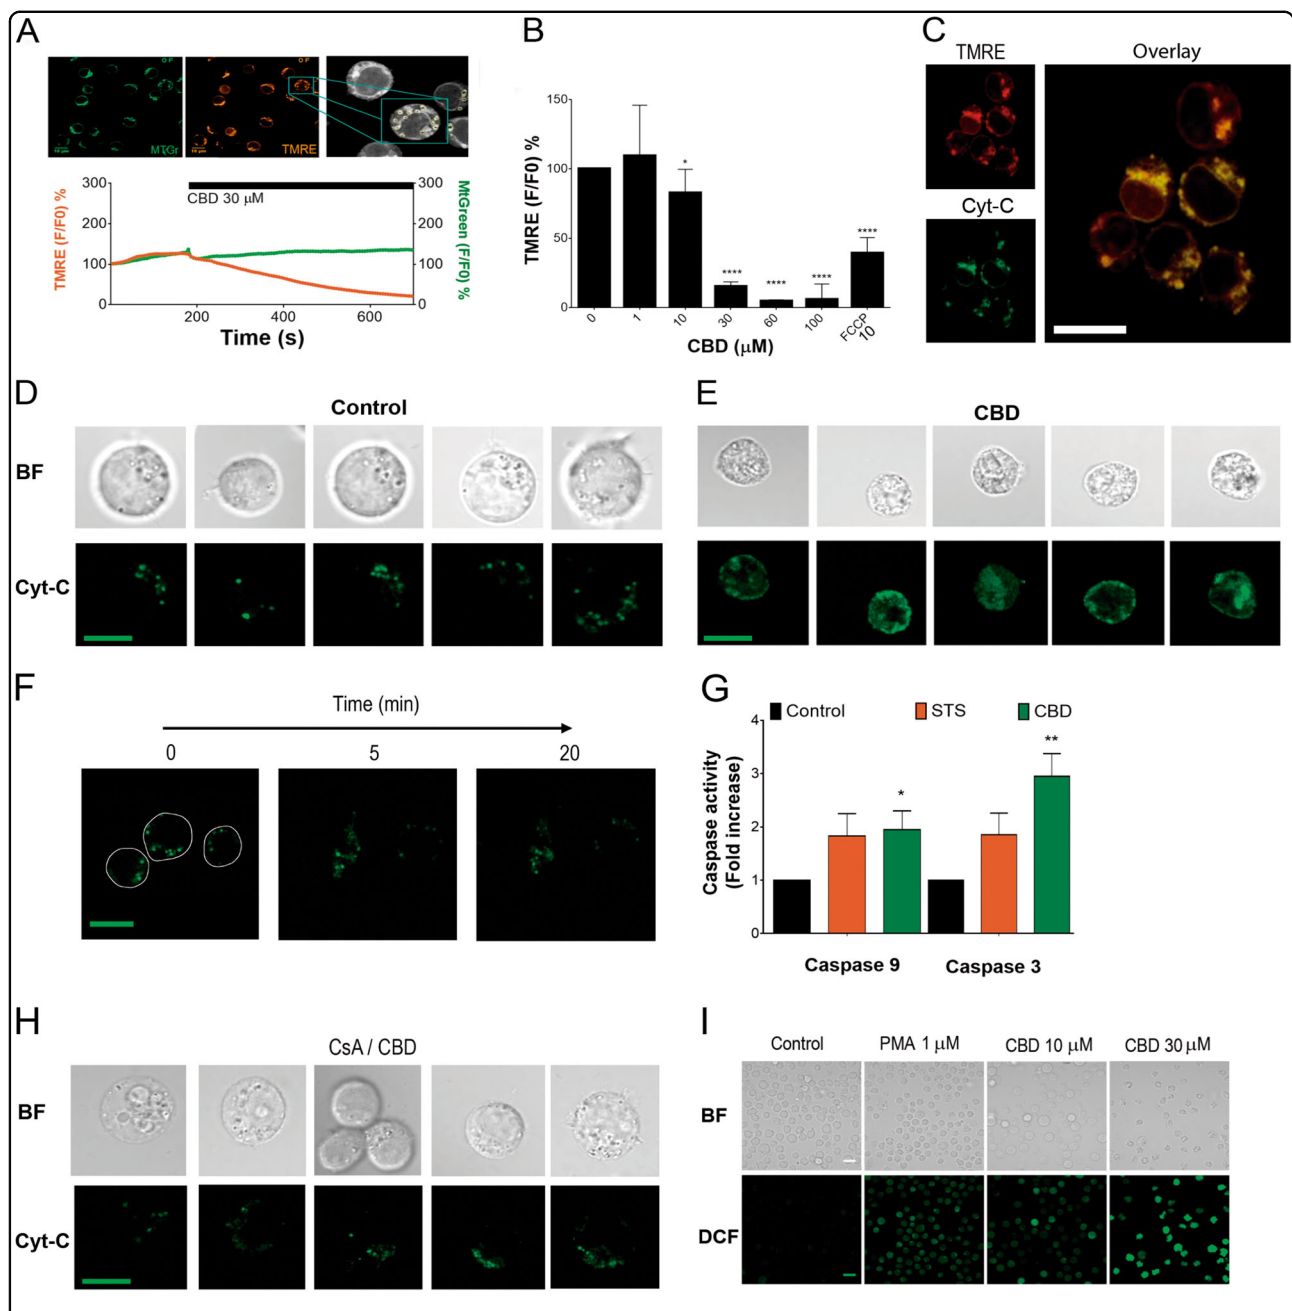 A
MTGr
TMRE
300
200
100
0
TMRE (F/F0) %
CBD 30 μM
300
200
100
0
MtGreen (F/F0) %
200
400
600
Time (s)
B
150
100
50
0
TMRE (F/F0) %
*
****
****
****
****
0
1
10
30
60
100
FCCP
10
CBD (μM)
C
TMRE
Overlay
Cyt-C
D
Control
BF
Cyt-C
E
CBD
F
Time (min)
0
5
20
G
Control
STS
CBD
4
3
2
1
0
Caspase activity
(Fold increase)
*
**
Caspase 9
Caspase 3
H
CsA / CBD
BF
Cyt-C
I
Control
PMA 1 μM
CBD 10 μM
CBD 30 μM
BF
DCF